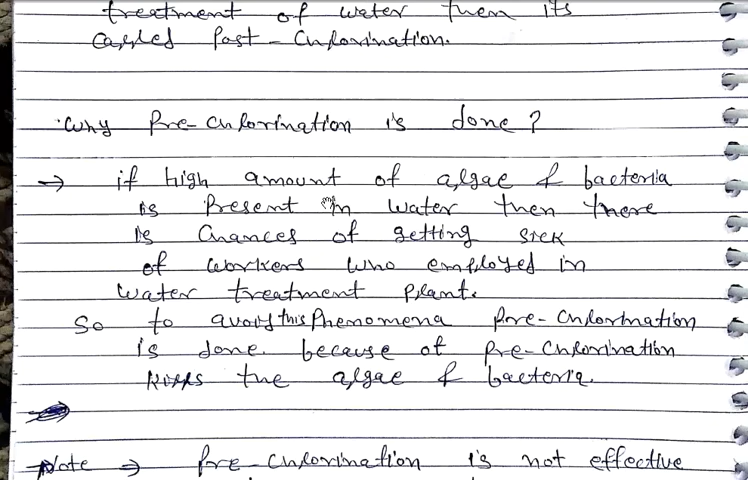 treatment of water then its
called Post-Chlorination.
Why Pre-Chlorination is done?
→ if high amount of algae & bacteria
is Present in water then there
is Chances of getting sick
of workers who employed in
water treatment Plant.
So to avoid this Phenomena Pre-Chlorination
is done. because of Pre-Chlorination
kills the algae & bacteria.
Note → Pre-Chlorination is not effective